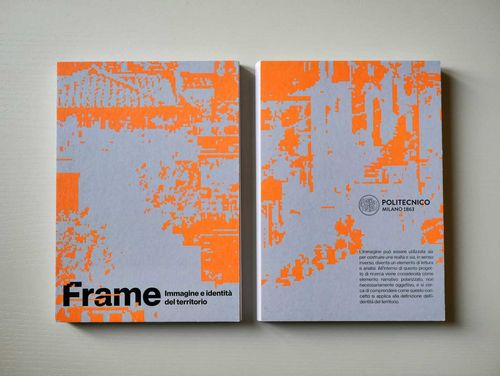 Frame
Immagine e identità
del territorio
POLITECNICO
MILANO 1863
L'immagine può essere utilizzata sia
per costruire una realtà e sia, in senso
inverso, diventa un elemento di lettura
e analisi. All'interno di questo proget-
to di ricerca viene considerata come
elemento narrativo polarizzato, non
necessariamente oggettivo, e si cer-
ca di comprendere come questo con-
cetto si applica alla definizione dell'i-
dentità del territorio.